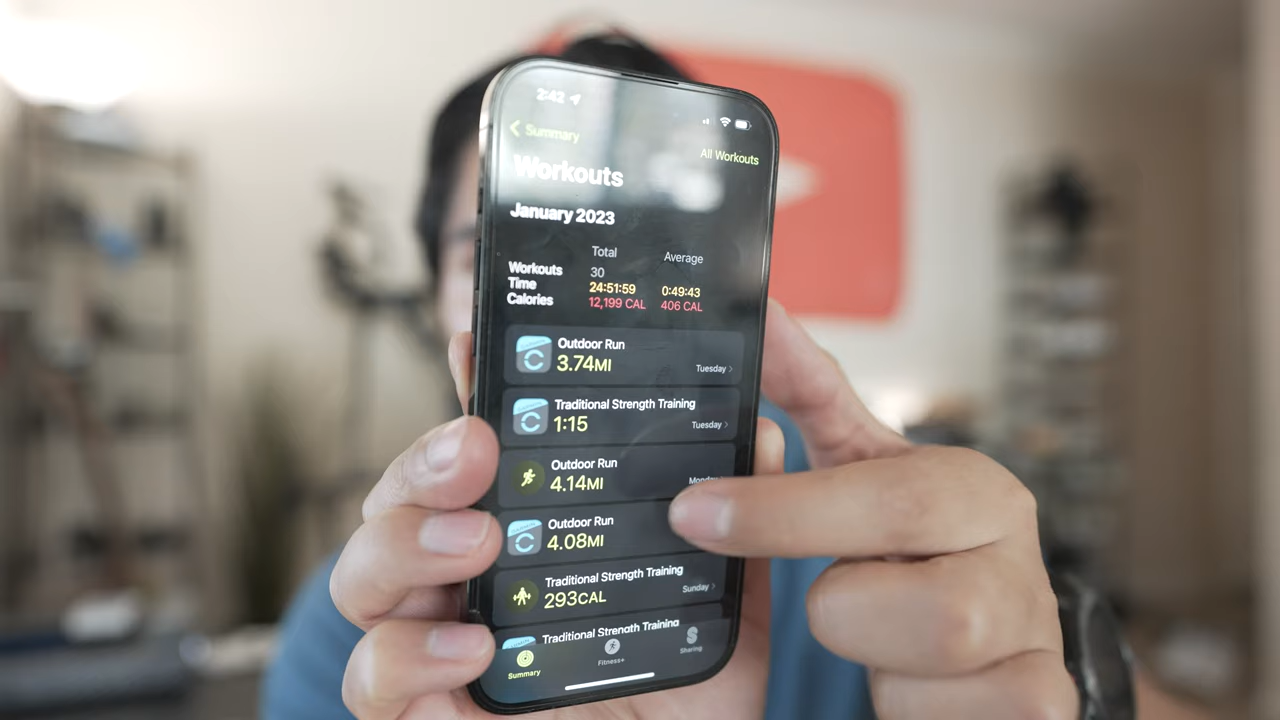 2:42
Summary
All Workouts
Workouts
January 2023
Total Average
Workouts 30
Time 24:51:59 0:49:43
Calories 12,199 CAL 406 CAL
Outdoor Run
3.74MI
Tuesday
Traditional Strength Training
1:15
Tuesday
Outdoor Run
4.14MI
Outdoor Run
4.08MI
Traditional Strength Training
293CAL
Sunday
Traditional Strength Training
Summary Fitness+ Sharing